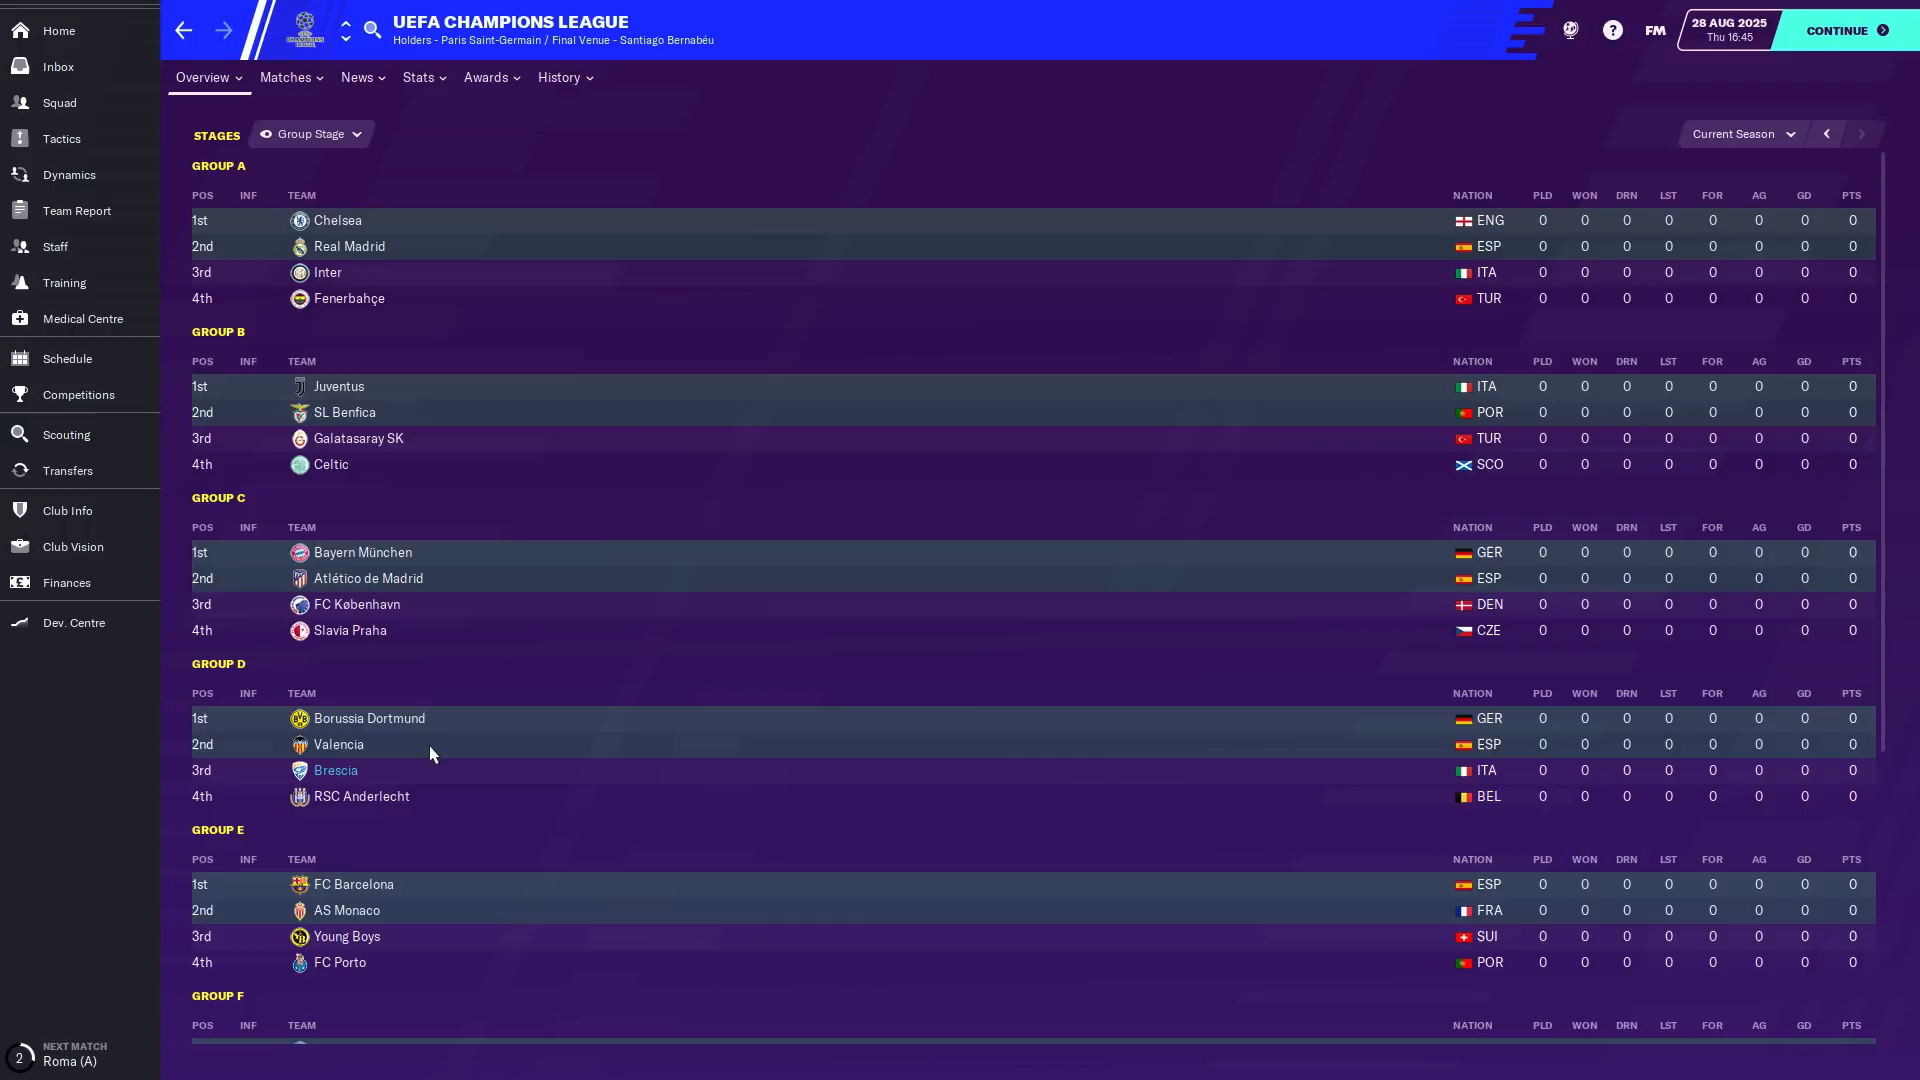 Home
Inbox
Squad
Tactics
Dynamics
Team Report
Staff
Training
Medical Centre
Schedule
Competitions
Scouting
Transfers
Club Info
Club Vision
Finances
Dev. Centre
2 NEXT MATCH
Roma (A)
UEFA CHAMPIONS LEAGUE
Holders - Paris Saint-Germain / Final Venue - Santiago Bernabéu
FM
28 AUG 2025
Thu 16:45
CONTINUE
Overview Matches News Stats Awards History
STAGES Group Stage Current Season
GROUP A
POS INF TEAM NATION PLD WON DRN LST FOR AG GD PTS
1st Chelsea ENG 0 0 0 0 0 0 0 0
2nd Real Madrid ESP 0 0 0 0 0 0 0 0
3rd Inter ITA 0 0 0 0 0 0 0 0
4th Fenerbahçe TUR 0 0 0 0 0 0 0 0
GROUP B
POS INF TEAM NATION PLD WON DRN LST FOR AG GD PTS
1st Juventus ITA 0 0 0 0 0 0 0 0
2nd SL Benfica POR 0 0 0 0 0 0 0 0
3rd Galatasaray SK TUR 0 0 0 0 0 0 0 0
4th Celtic SCO 0 0 0 0 0 0 0 0
GROUP C
POS INF TEAM NATION PLD WON DRN LST FOR AG GD PTS
1st Bayern München GER 0 0 0 0 0 0 0 0
2nd Atlético de Madrid ESP 0 0 0 0 0 0 0 0
3rd FC København DEN 0 0 0 0 0 0 0 0
4th Slavia Praha CZE 0 0 0 0 0 0 0 0
GROUP D
POS INF TEAM NATION PLD WON DRN LST FOR AG GD PTS
1st Borussia Dortmund GER 0 0 0 0 0 0 0 0
2nd Valencia ESP 0 0 0 0 0 0 0 0
3rd Brescia ITA 0 0 0 0 0 0 0 0
4th RSC Anderlecht BEL 0 0 0 0 0 0 0 0
GROUP E
POS INF TEAM NATION PLD WON DRN LST FOR AG GD PTS
1st FC Barcelona ESP 0 0 0 0 0 0 0 0
2nd AS Monaco FRA 0 0 0 0 0 0 0 0
3rd Young Boys SUI 0 0 0 0 0 0 0 0
4th FC Porto POR 0 0 0 0 0 0 0 0
GROUP F
POS INF TEAM NATION PLD WON DRN LST FOR AG GD PTS